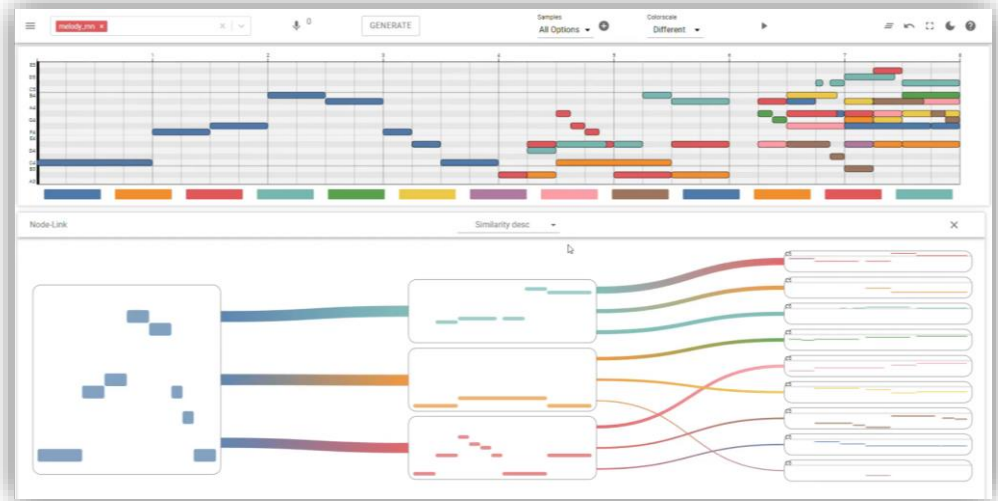 melody_rnn ×
0
GENERATE
Samples
All Options
Colorscale
Different
1 2 3 4 5 6 7 8
Node-Link
Similarity desc